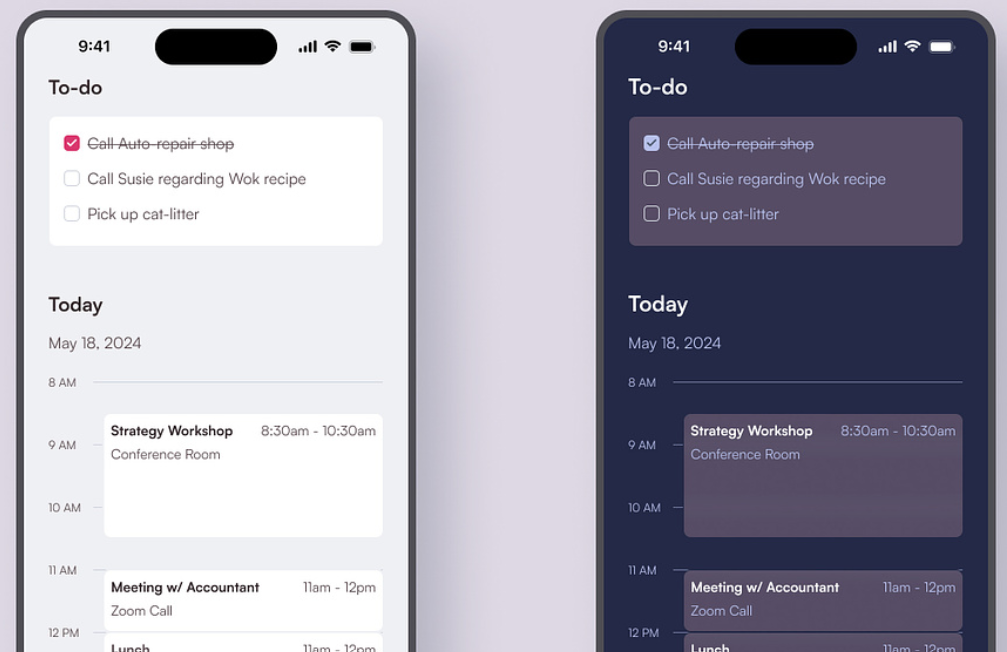 9:41
To-do
Call Auto-repair shop
Call Susie regarding Wok recipe
Pick up cat-litter
Today
May 18, 2024
8 AM
Strategy Workshop 8:30am - 10:30am
9 AM
Conference Room
10 AM
11 AM
Meeting w/ Accountant 11am - 12pm
Zoom Call
12 PM
Lunch 11am - 12pm
9:41
To-do
Call Auto-repair shop
Call Susie regarding Wok recipe
Pick up cat-litter
Today
May 18, 2024
8 AM
Strategy Workshop 8:30am - 10:30am
9 AM
Conference Room
10 AM
11 AM
Meeting w/ Accountant 11am - 12pm
Zoom Call
12 PM
Lunch 11am - 12pm